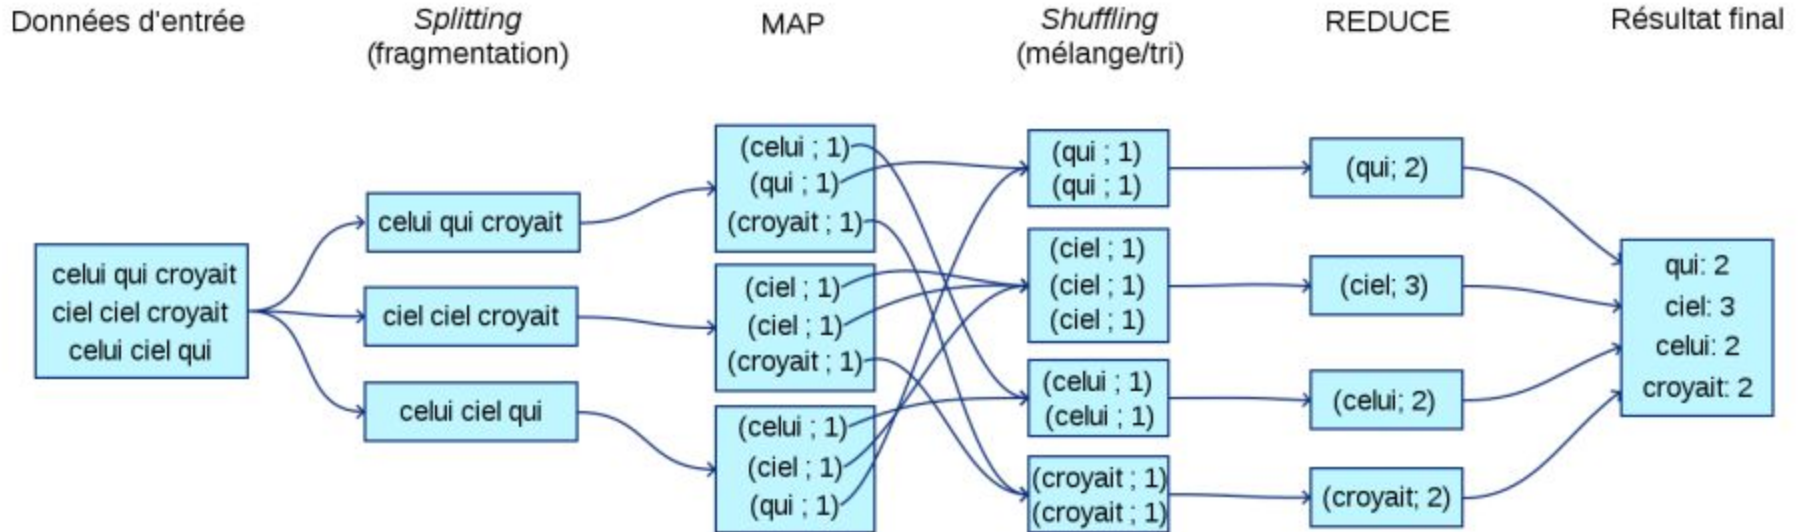 Données d'entrée
Splitting
(fragmentation)
MAP
Shuffling
(mélange/tri)
REDUCE
Résultat final
celui qui croyait
ciel ciel croyait
celui ciel qui
celui qui croyait
ciel ciel croyait
celui ciel qui
(celui ; 1)
(qui ; 1)
(croyait ; 1)
(ciel ; 1)
(ciel ; 1)
(croyait ; 1)
(celui ; 1)
(ciel ; 1)
(qui ; 1)
(qui ; 1)
(qui ; 1)
(ciel ; 1)
(ciel ; 1)
(ciel ; 1)
(celui ; 1)
(celui ; 1)
(croyait ; 1)
(croyait ; 1)
(qui; 2)
(ciel; 3)
(celui; 2)
(croyait; 2)
qui: 2
ciel: 3
celui: 2
croyait: 2